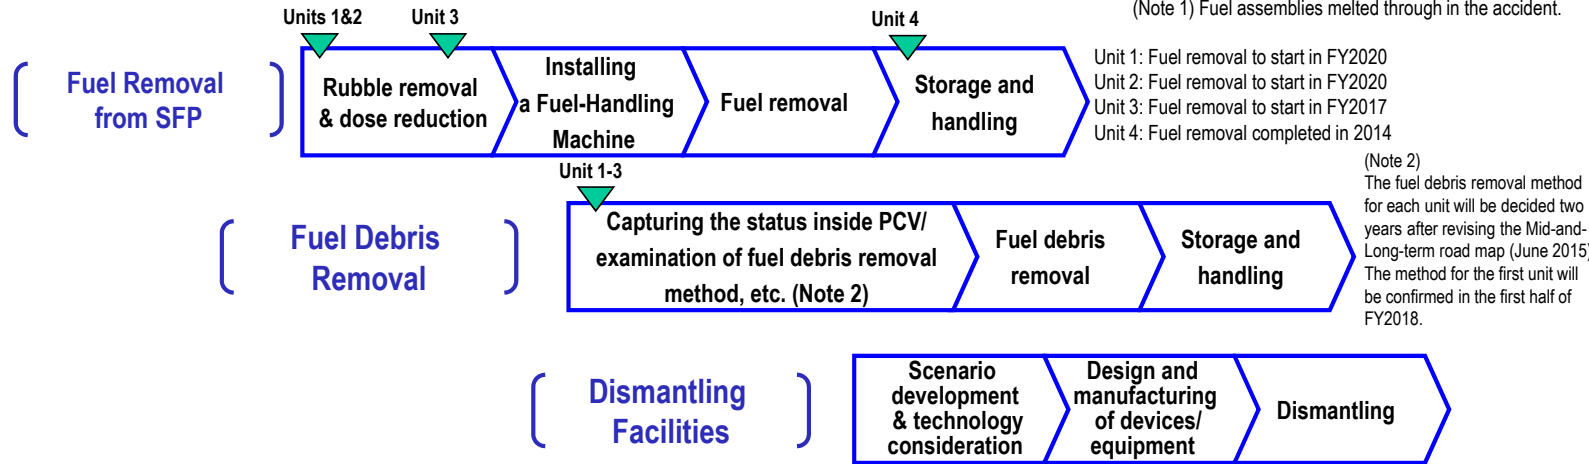 (Note 1) Fuel assemblies melted through in the accident.
Units 1&2
Unit 3
Unit 4
Fuel Removal
from SFP
Rubble removal
& dose reduction
Installing
a Fuel-Handling
Machine
Fuel removal
Storage and
handling
Unit 1: Fuel removal to start in FY2020
Unit 2: Fuel removal to start in FY2020
Unit 3: Fuel removal to start in FY2017
Unit 4: Fuel removal completed in 2014
Unit 1-3
Fuel Debris
Removal
Capturing the status inside PCV/
examination of fuel debris removal
method, etc. (Note 2)
Fuel debris
removal
Storage and
handling
(Note 2)
The fuel debris removal method
for each unit will be decided two
years after revising the Mid-and-
Long-term road map (June 2015)
The method for the first unit will
be confirmed in the first half of
FY2018.
Dismantling
Facilities
Scenario
development
& technology
consideration
Design and
manufacturing
of devices/
equipment
Dismantling